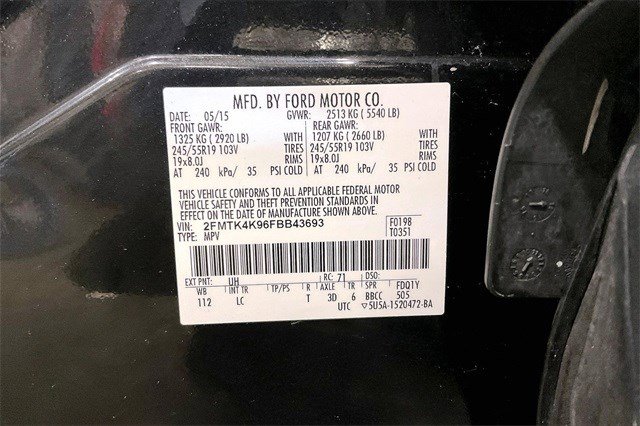 MFD. BY FORD MOTOR CO.
DATE: 05/15 GVWR: 2513 KG ( 5540 LB)
FRONT GAWR: REAR GAWR:
1325 KG ( 2920 LB) WITH 1207 KG ( 2660 LB) WITH
245/55R19 103V TIRES 245/55R19 103V TIRES
19x8.0J RIMS 19x8.0J RIMS
AT 240 kPa/ 35 PSI COLD AT 240 kPa/ 35 PSI COLD
THIS VEHICLE CONFORMS TO ALL APPLICABLE FEDERAL MOTOR
VEHICLE SAFETY AND THEFT PREVENTION STANDARDS IN
EFFECT ON THE DATE OF MANUFACTURE SHOWN ABOVE.
VIN: 2FMTK4K96FBB43693 F0198
TYPE: MPV T0351
EXT PNT: UH RC: 71 DSO:
WB INT TR TP/PS R AXLE TR SPR FDQTY
112 LC T 3D 6 BBCC 505
UTC ▽5U5A-1520472-BA